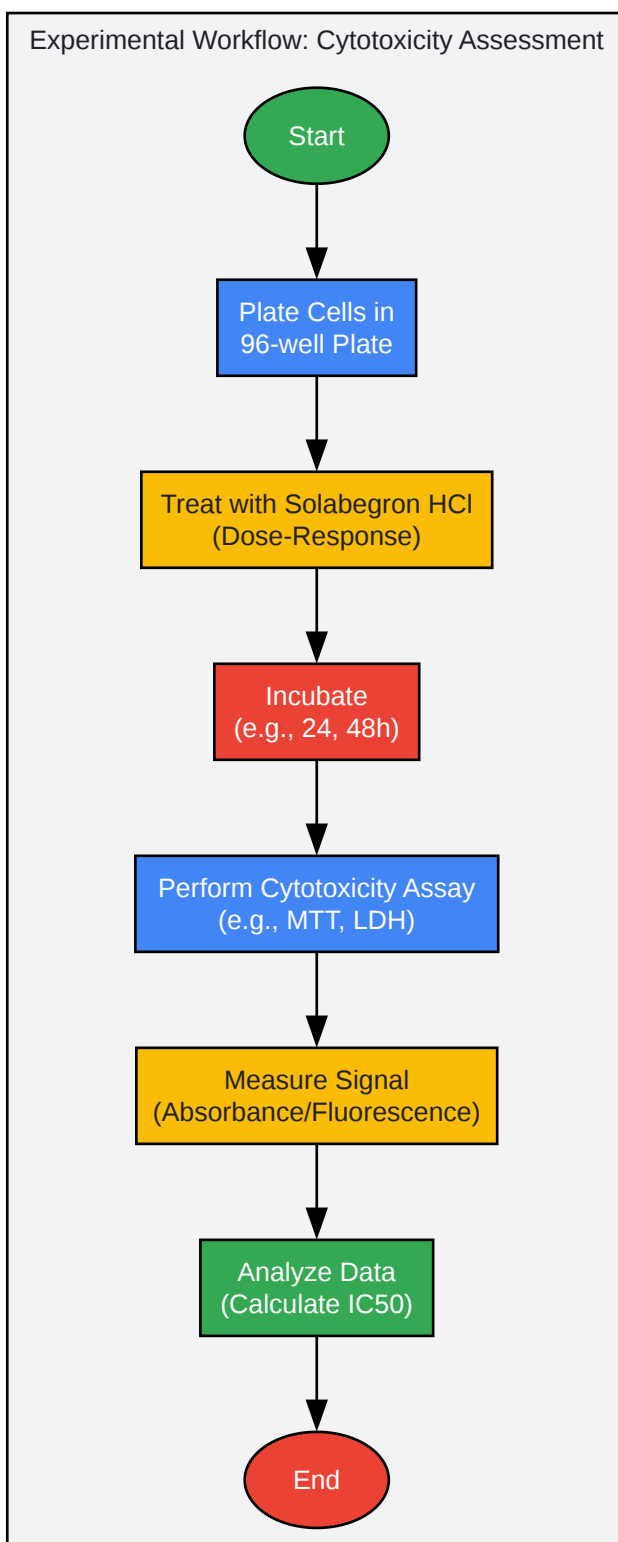 Experimental Workflow: Cytotoxicity Assessment
Start
Plate Cells in
96-well Plate
Treat with Solabegron HCl
(Dose-Response)
Incubate
(e.g., 24, 48h)
Perform Cytotoxicity Assay
(e.g., MTT, LDH)
Measure Signal
(Absorbance/Fluorescence)
Analyze Data
(Calculate IC50)
End